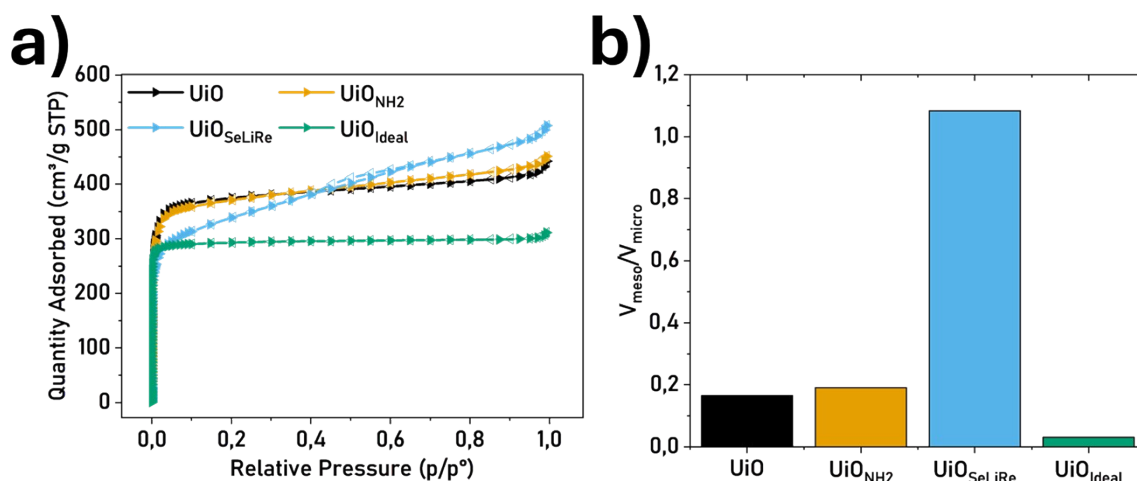 a)
Quantity Adsorbed (cm³/g STP)
600
500
400
300
200
100
0
UiO
UiO_NH2
UiO_SeLiRe
UiO_Ideal
0,0
0,2
0,4
0,6
0,8
1,0
Relative Pressure (p/p°)
b)
V_meso/V_micro
1,2
1,0
0,8
0,6
0,4
0,2
0,0
UiO
UiO_NH2
UiO_SeLiRe
UiO_Ideal